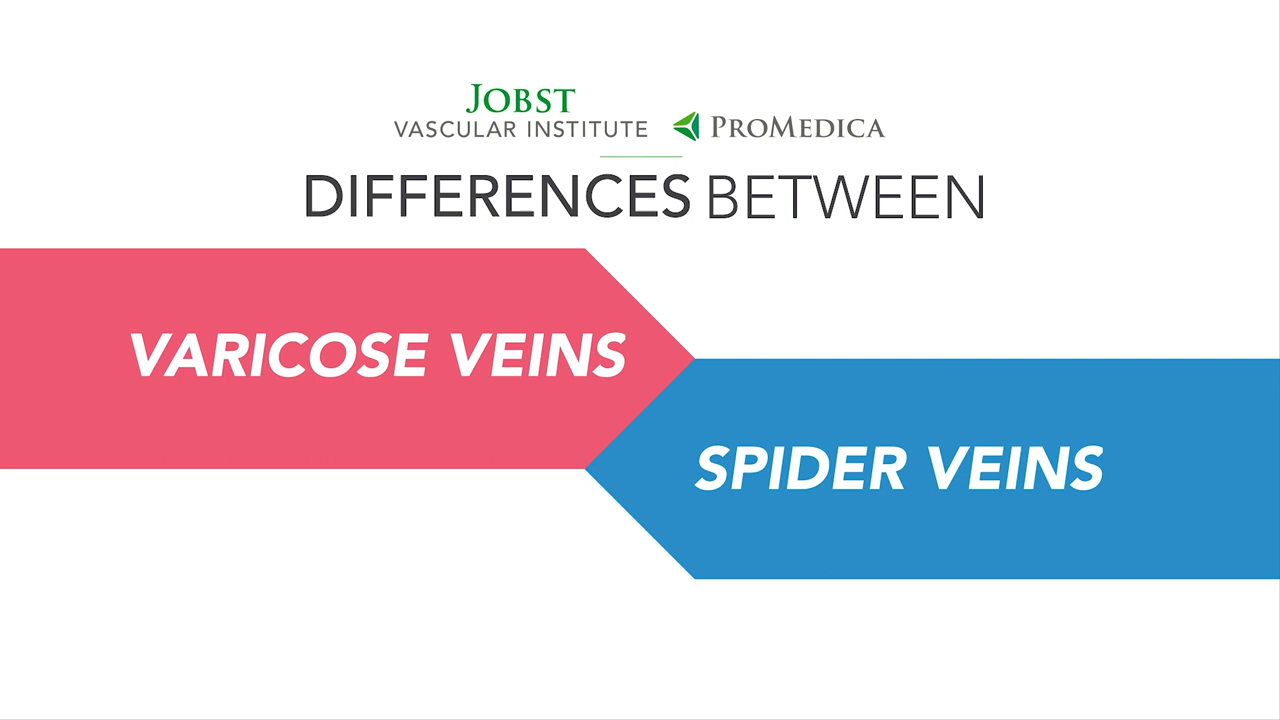 JOBST
VASCULAR INSTITUTE
PROMEDICA
DIFFERENCES BETWEEN
VARICOSE VEINS
SPIDER VEINS